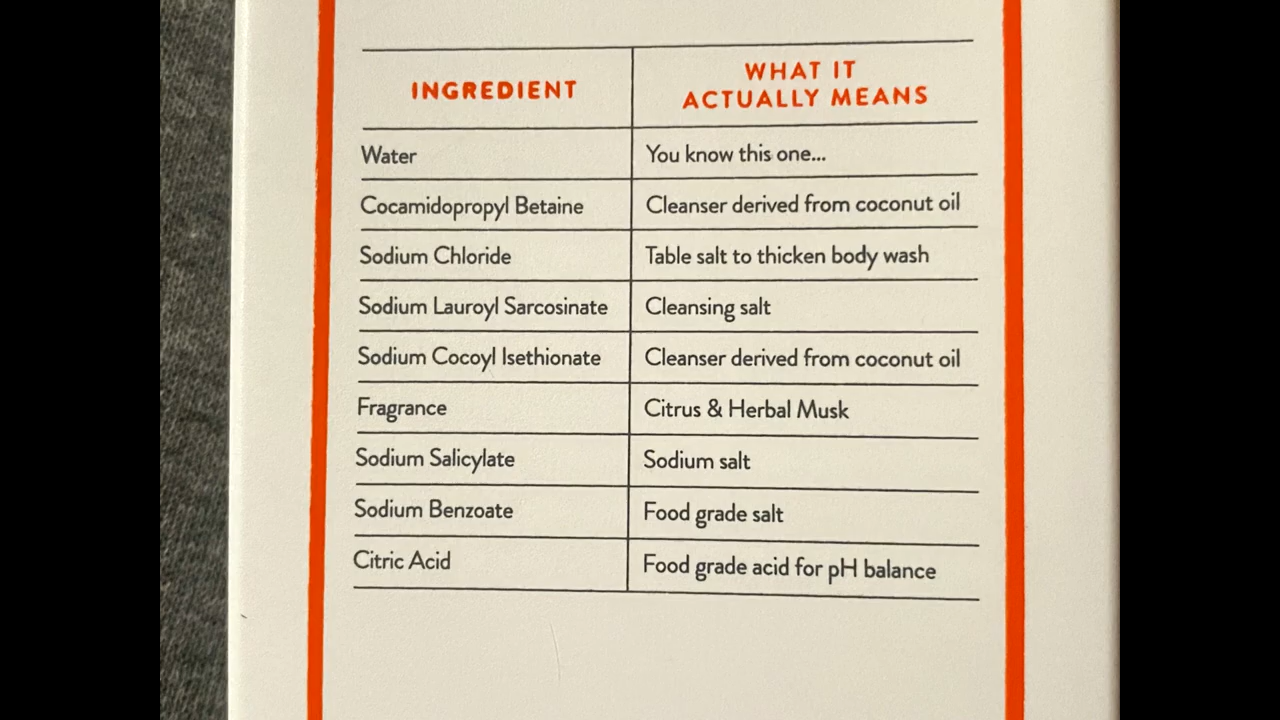 INGREDIENT
WHAT IT
ACTUALLY MEANS
Water
You know this one...
Cocamidopropyl Betaine
Cleanser derived from coconut oil
Sodium Chloride
Table salt to thicken body wash
Sodium Lauroyl Sarcosinate
Cleansing salt
Sodium Cocoyl Isethionate
Cleanser derived from coconut oil
Fragrance
Citrus & Herbal Musk
Sodium Salicylate
Sodium salt
Sodium Benzoate
Food grade salt
Citric Acid
Food grade acid for pH balance